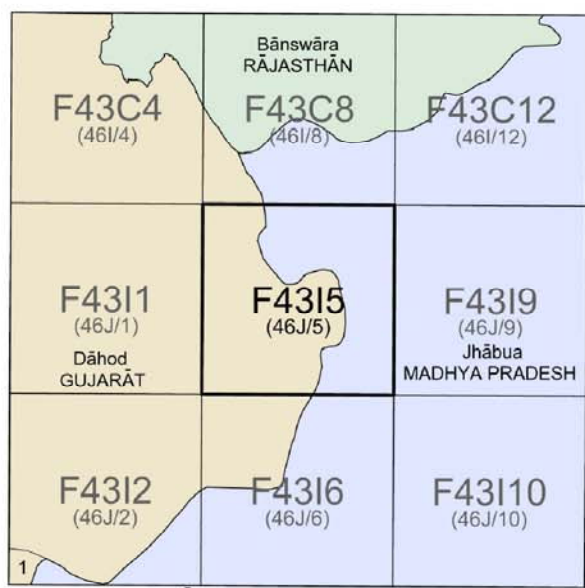 Bānswāra
RĀJASTHĀN
F43C4
(46I/4)
F43C8
(46I/8)
F43C12
(46I/12)
F43I1
(46J/1)
F43I5
(46J/5)
F43I9
(46J/9)
Dāhod
GUJARĀT
Jhābua
MADHYA PRADESH
F43I2
(46J/2)
F43I6
(46J/6)
F43I10
(46J/10)
1